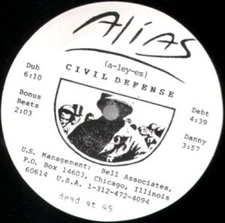 Alias
(a-ley-es)
CIVIL DEFENSE
Dub
6:10
Bonus
Beats
2:03
Debt
4:39
Danny
3:57
U.S. Management: Bell Associates,
P.O. Box 14603, Chicago, Illinois
60614 U.S.A. 1-312-472-4094
dead at 45